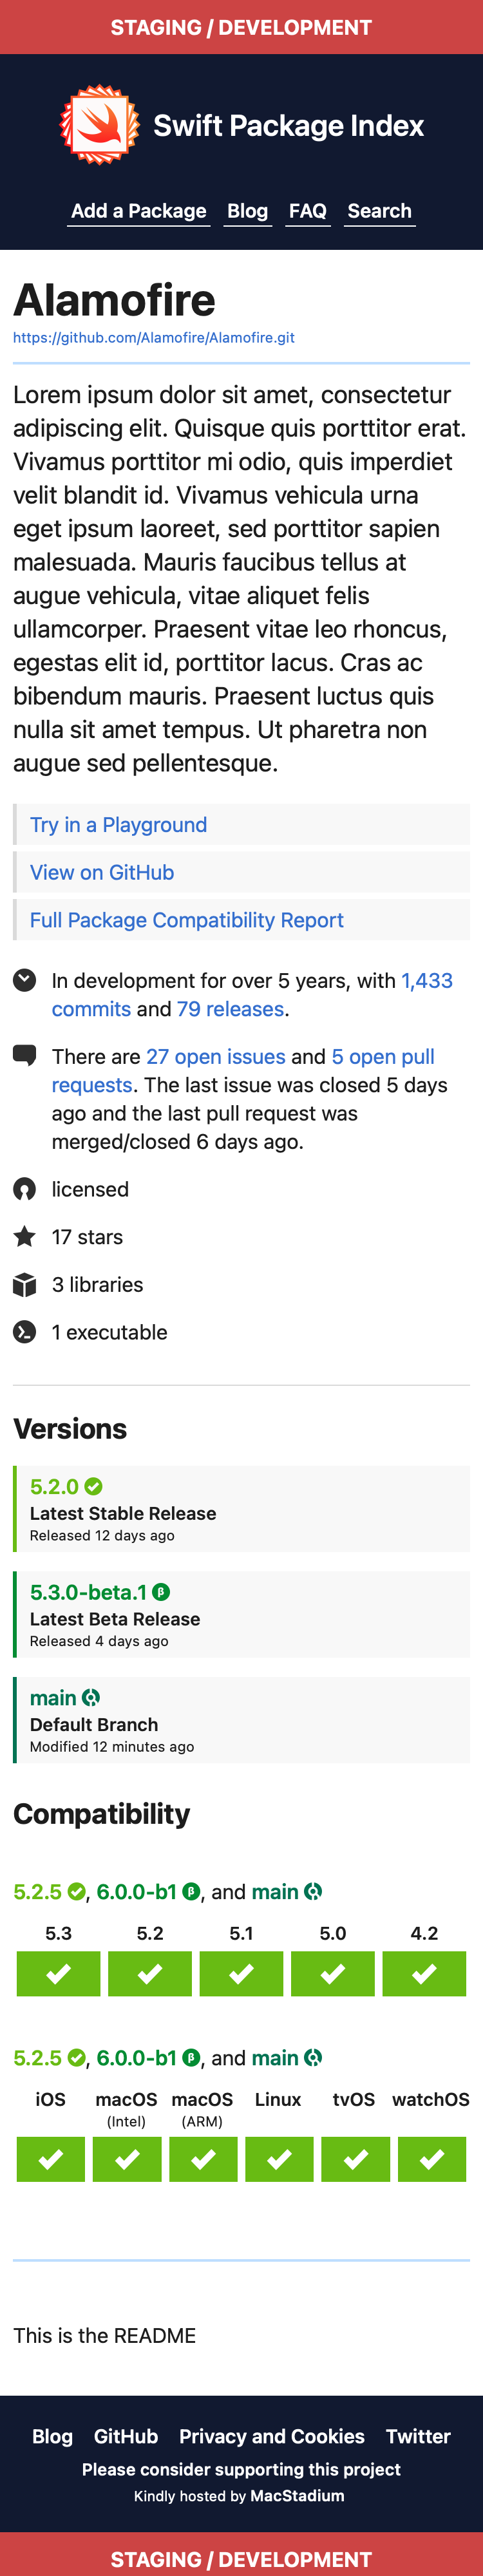 STAGING / DEVELOPMENT
Swift Package Index
Add a Package Blog FAQ Search
Alamofire
https://github.com/Alamofire/Alamofire.git
Lorem ipsum dolor sit amet, consectetur
adipiscing elit. Quisque quis porttitor erat.
Vivamus porttitor mi odio, quis imperdiet
velit blandit id. Vivamus vehicula urna
eget ipsum laoreet, sed porttitor sapien
malesuada. Mauris faucibus tellus at
augue vehicula, vitae aliquet felis
ullamcorper. Praesent vitae leo rhoncus,
egestas elit id, porttitor lacus. Cras ac
bibendum mauris. Praesent luctus quis
nulla sit amet tempus. Ut pharetra non
augue sed pellentesque.
Try in a Playground
View on GitHub
Full Package Compatibility Report
In development for over 5 years, with 1,433
commits and 79 releases.
There are 27 open issues and 5 open pull
requests. The last issue was closed 5 days
ago and the last pull request was
merged/closed 6 days ago.
licensed
17 stars
3 libraries
1 executable
Versions
5.2.0
Latest Stable Release
Released 12 days ago
5.3.0-beta.1 β
Latest Beta Release
Released 4 days ago
main
Default Branch
Modified 12 minutes ago
Compatibility
5.2.5, 6.0.0-b1 β, and main
5.3 5.2 5.1 5.0 4.2
5.2.5, 6.0.0-b1 β, and main
iOS macOS macOS Linux tvOS watchOS
(Intel) (ARM)
This is the README
Blog GitHub Privacy and Cookies Twitter
Please consider supporting this project
Kindly hosted by MacStadium
STAGING / DEVELOPMENT